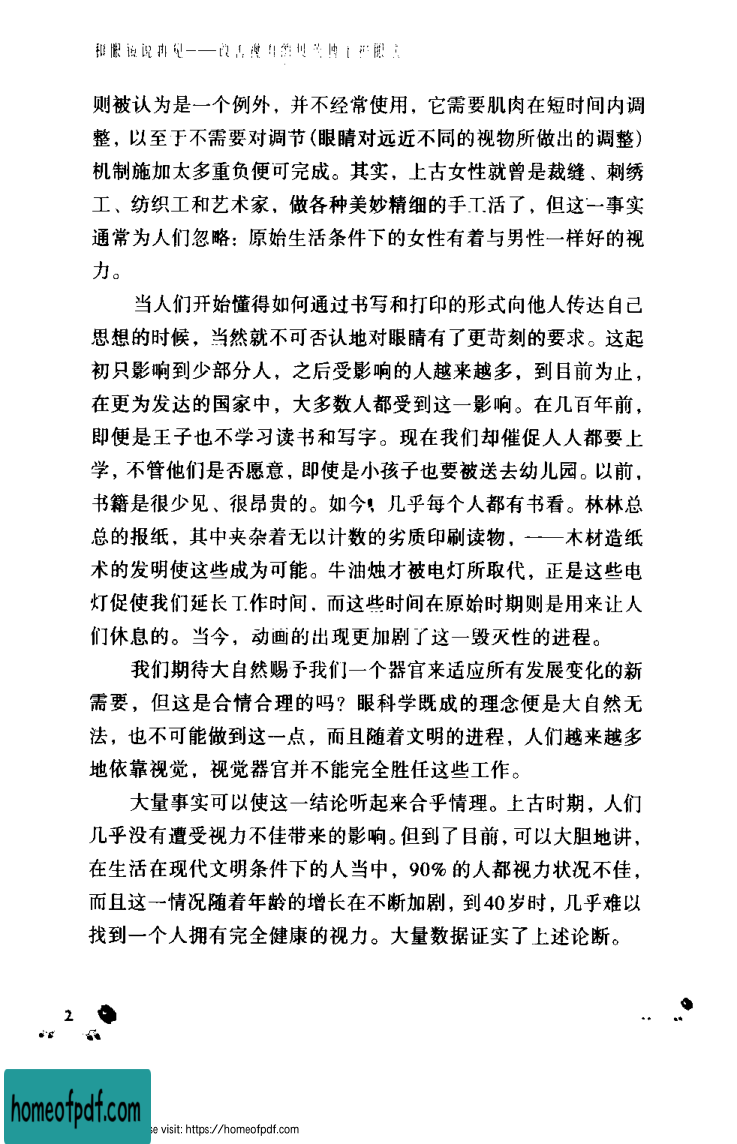 则被认为是一个例外，并不经常使用，它需要肌肉在短时间内调
整，以至于不需要对调节(眼睛对远近不同的视物所做出的调整)
机制施加太多重负便可完成。其实，上古女性就曾是裁缝、刺绣
工、纺织工和艺术家，做各种美妙精细的手工活了，但这一事实
通常为人们忽略：原始生活条件下的女性有着与男性一样好的视
力。
当人们开始懂得如何通过书写和打印的形式向他人传达自己
思想的时候，当然就不可否认地对眼睛有了更苛刻的要求。这起
初只影响到少部分人，之后受影响的人越来越多，到目前为止，
在更为发达的国家中，大多数人都受到这一影响。在几百年前，
即便是王子也不学习读书和写字。现在我们却催促人人都要上
学，不管他们是否愿意，即使是小孩子也要被送去幼儿园。以前，
书籍是很少见、很昂贵的。如今，几乎每个人都有书看。林林总
总的报纸，其中夹杂着无以计数的劣质印刷读物，——木材造纸
术的发明使这些成为可能。牛油烛才被电灯所取代，正是这些电
灯促使我们延长工作时间，而这些时间在原始时期则是用来让人
们休息的。当今，动画的出现更加剧了这一毁灭性的进程。
我们期待大自然赐予我们一个器官来适应所有发展变化的新
需要，但这是合情合理的吗？眼科学既成的理念便是大自然无
法，也不可能做到这一点，而且随着文明的进程，人们越来越多
地依靠视觉，视觉器官并不能完全胜任这些工作。
大量事实可以使这一结论听起来合乎情理。上古时期，人们
几乎没有遭受视力不佳带来的影响。但到了目前，可以大胆地讲，
在生活在现代文明条件下的人当中，90%的人都视力状况不佳，
而且这一情况随着年龄的增长在不断加剧，到40岁时，几乎难以
找到一个人拥有完全健康的视力。大量数据证实了上述论断。
2
homeofpdf.com
se visit: https://homeofpdf.com